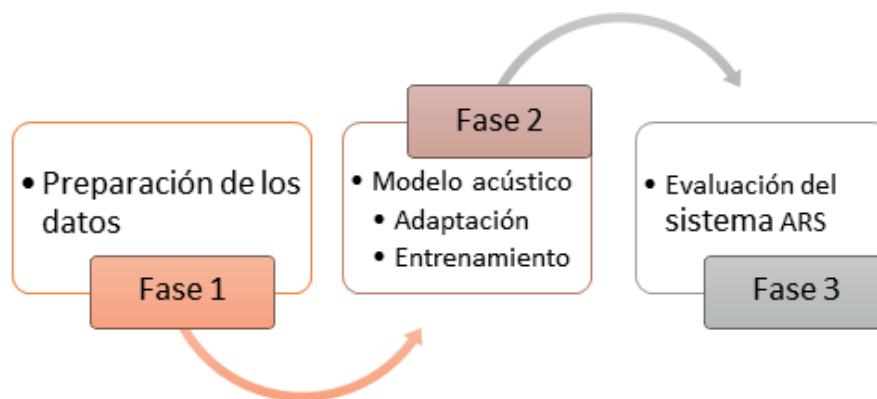 • Preparación de los
datos
Fase 1
Fase 2
• Modelo acústico
• Adaptación
• Entrenamiento
• Evaluación del
sistema ARS
Fase 3